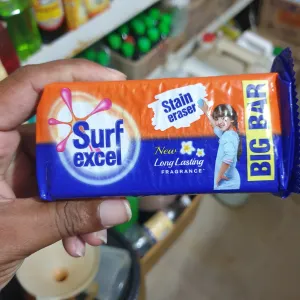 Surf
excel
Stain
eraser
New
Long Lasting
FRAGRANCE
BIG BAR